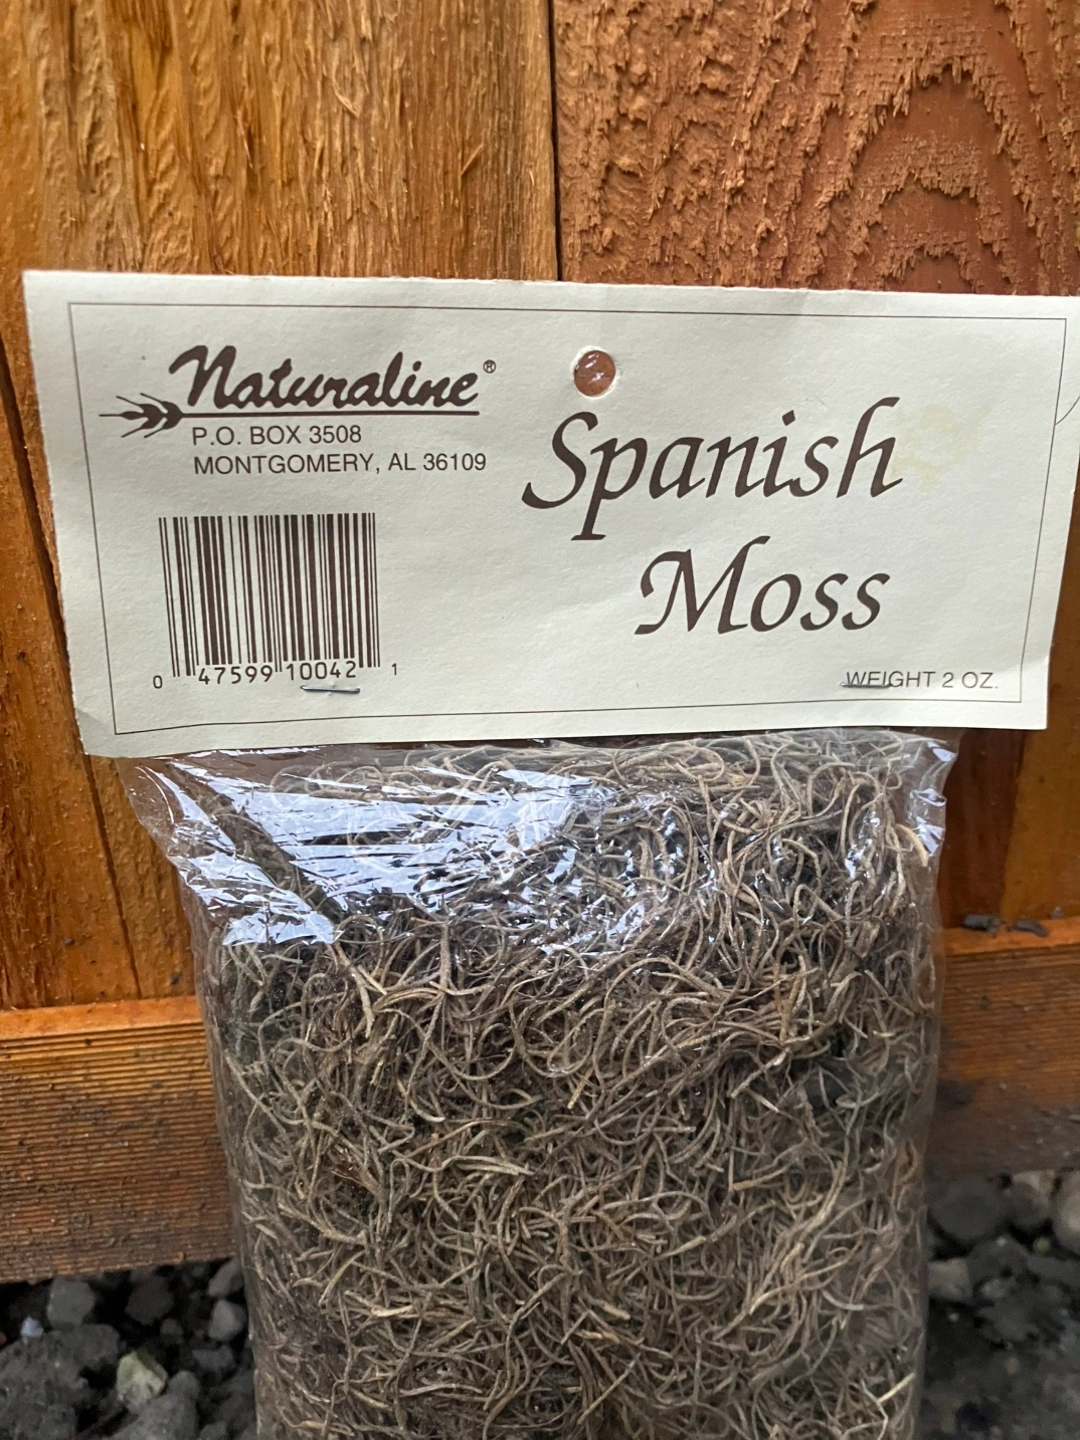 Naturaline®
P.O. BOX 3508
MONTGOMERY, AL 36109
Spanish
Moss
0 47599 10042 1
WEIGHT 2 OZ.